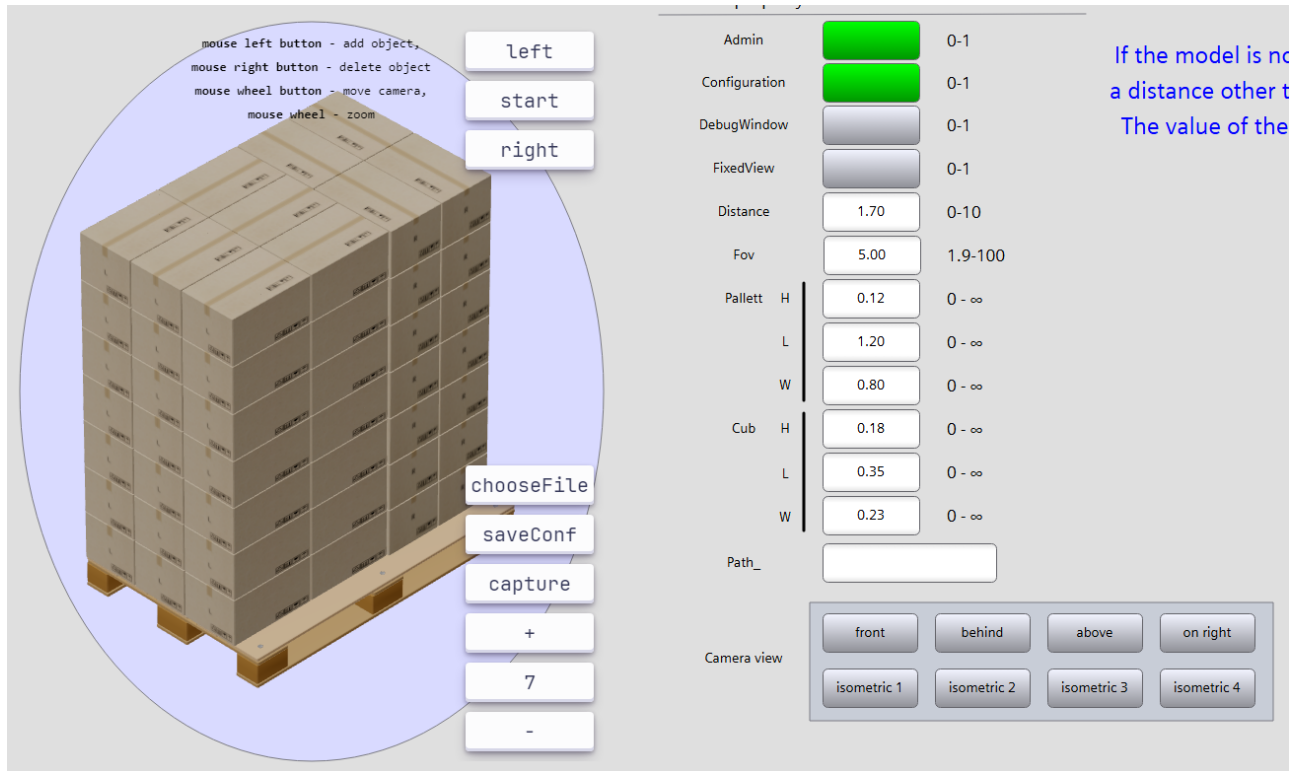 mouse left button - add object,
mouse right button - delete object
mouse wheel button - move camera,
mouse wheel - zoom
left
start
right
chooseFile
saveConf
capture
+
7
-
Admin 0-1
Configuration 0-1
DebugWindow 0-1
FixedView 0-1
Distance 1.70 0-10
Fov 5.00 1.9-100
Pallett H 0.12 0 - ∞
L 1.20 0 - ∞
W 0.80 0 - ∞
Cub H 0.18 0 - ∞
L 0.35 0 - ∞
W 0.23 0 - ∞
Path_
Camera view
front behind above on right
isometric 1 isometric 2 isometric 3 isometric 4
If the model is
a distance other
The value of the